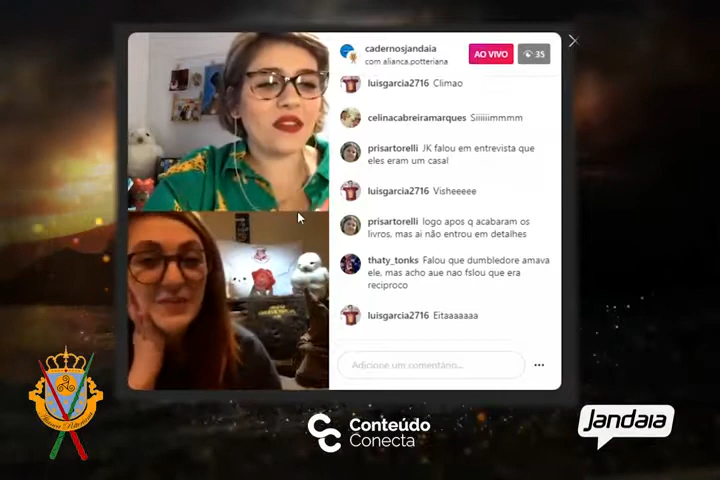 cadernosjandaia
com alianca.potteriana
AO VIVO
35
luisgarcia2716 Climao
celinacabreiramarques Siiiiiimmmm
prisartorelli JK falou em entrevista que
eles eram um casal
luisgarcia2716 Visheeeee
prisartorelli logo apos q acabaram os
livros, mas ai não entrou em detalhes
thaty_tonks Falou que dumbledore amava
ele, mas acho aue nao fslou que era
reciproco
luisgarcia2716 Eitaaaaaaa
Adicione um comentário...
Conteúdo
Conecta
Jandaia